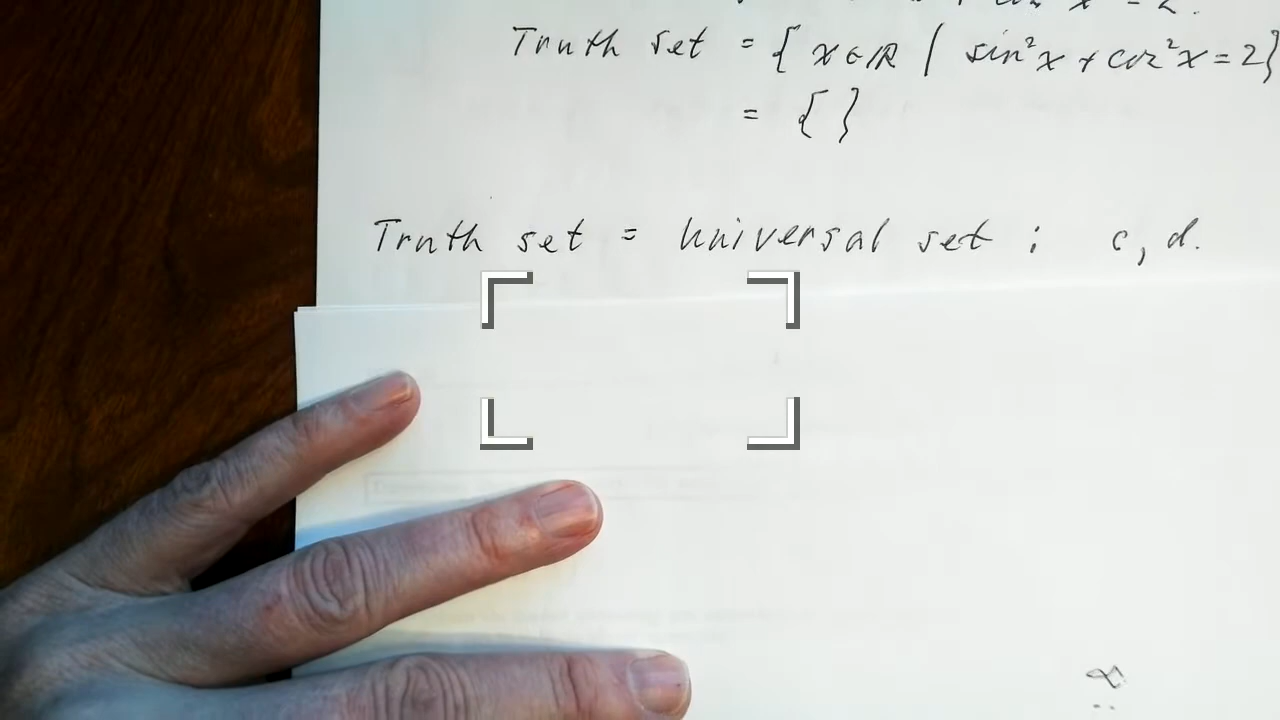 Truth set = { x ∈ ℝ | sin²x + cos²x = 2}
= { }
Truth set = Universal set : c, d.